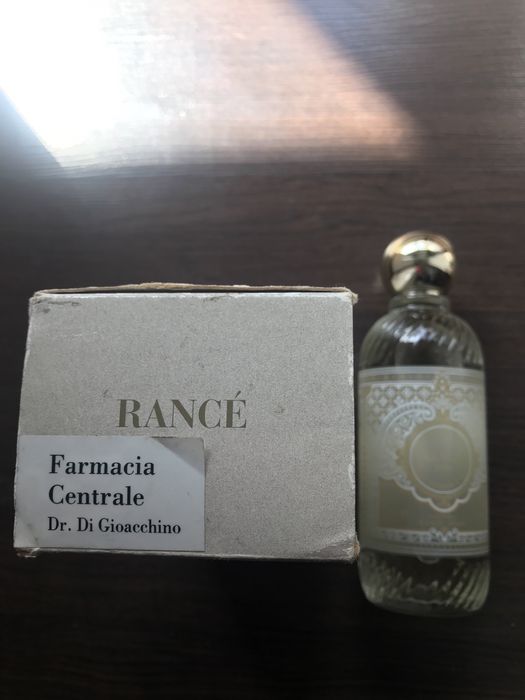 RANCÉ
Farmacia
Centrale
Dr. Di Gioacchino